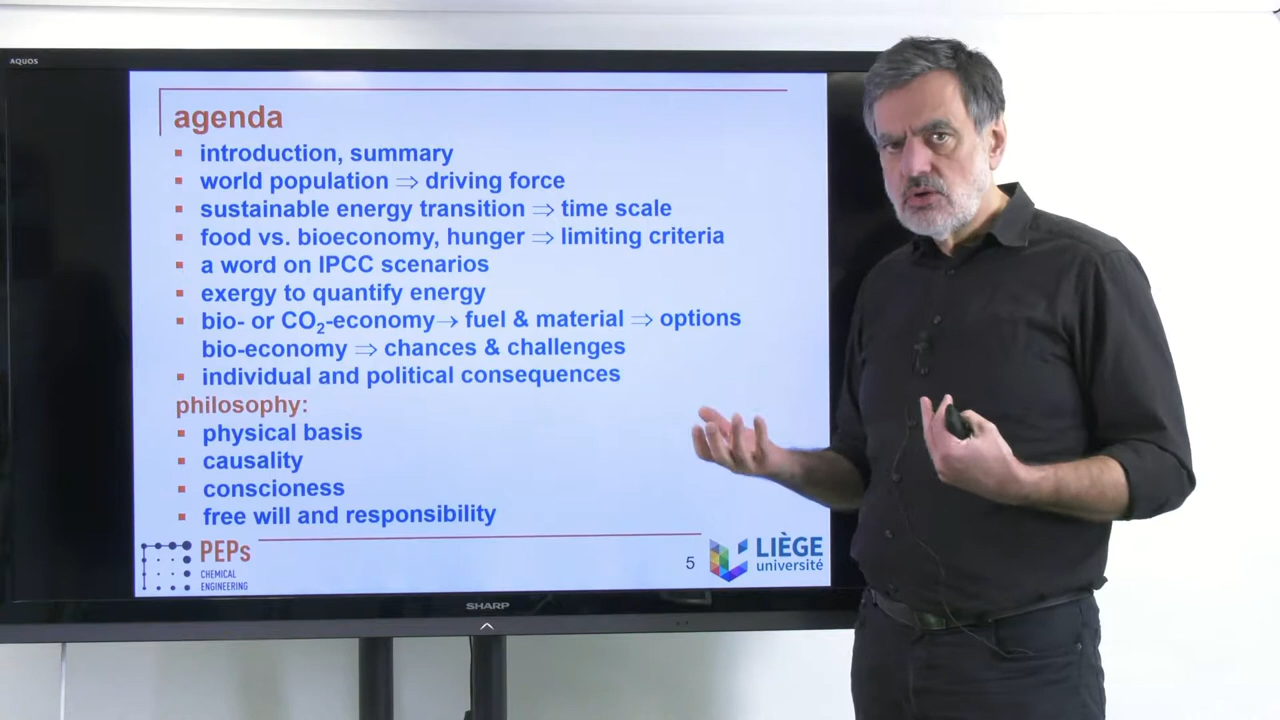 AQUOS
agenda
▪ introduction, summary
▪ world population ⇒ driving force
▪ sustainable energy transition ⇒ time scale
▪ food vs. bioeconomy, hunger ⇒ limiting criteria
▪ a word on IPCC scenarios
▪ exergy to quantify energy
▪ bio- or CO₂-economy→ fuel & material ⇒ options
bio-economy ⇒ chances & challenges
▪ individual and political consequences
philosophy:
▪ physical basis
▪ causality
▪ conscioness
▪ free will and responsibility
PEPs
CHEMICAL
ENGINEERING
5
LIÈGE
université
SHARP